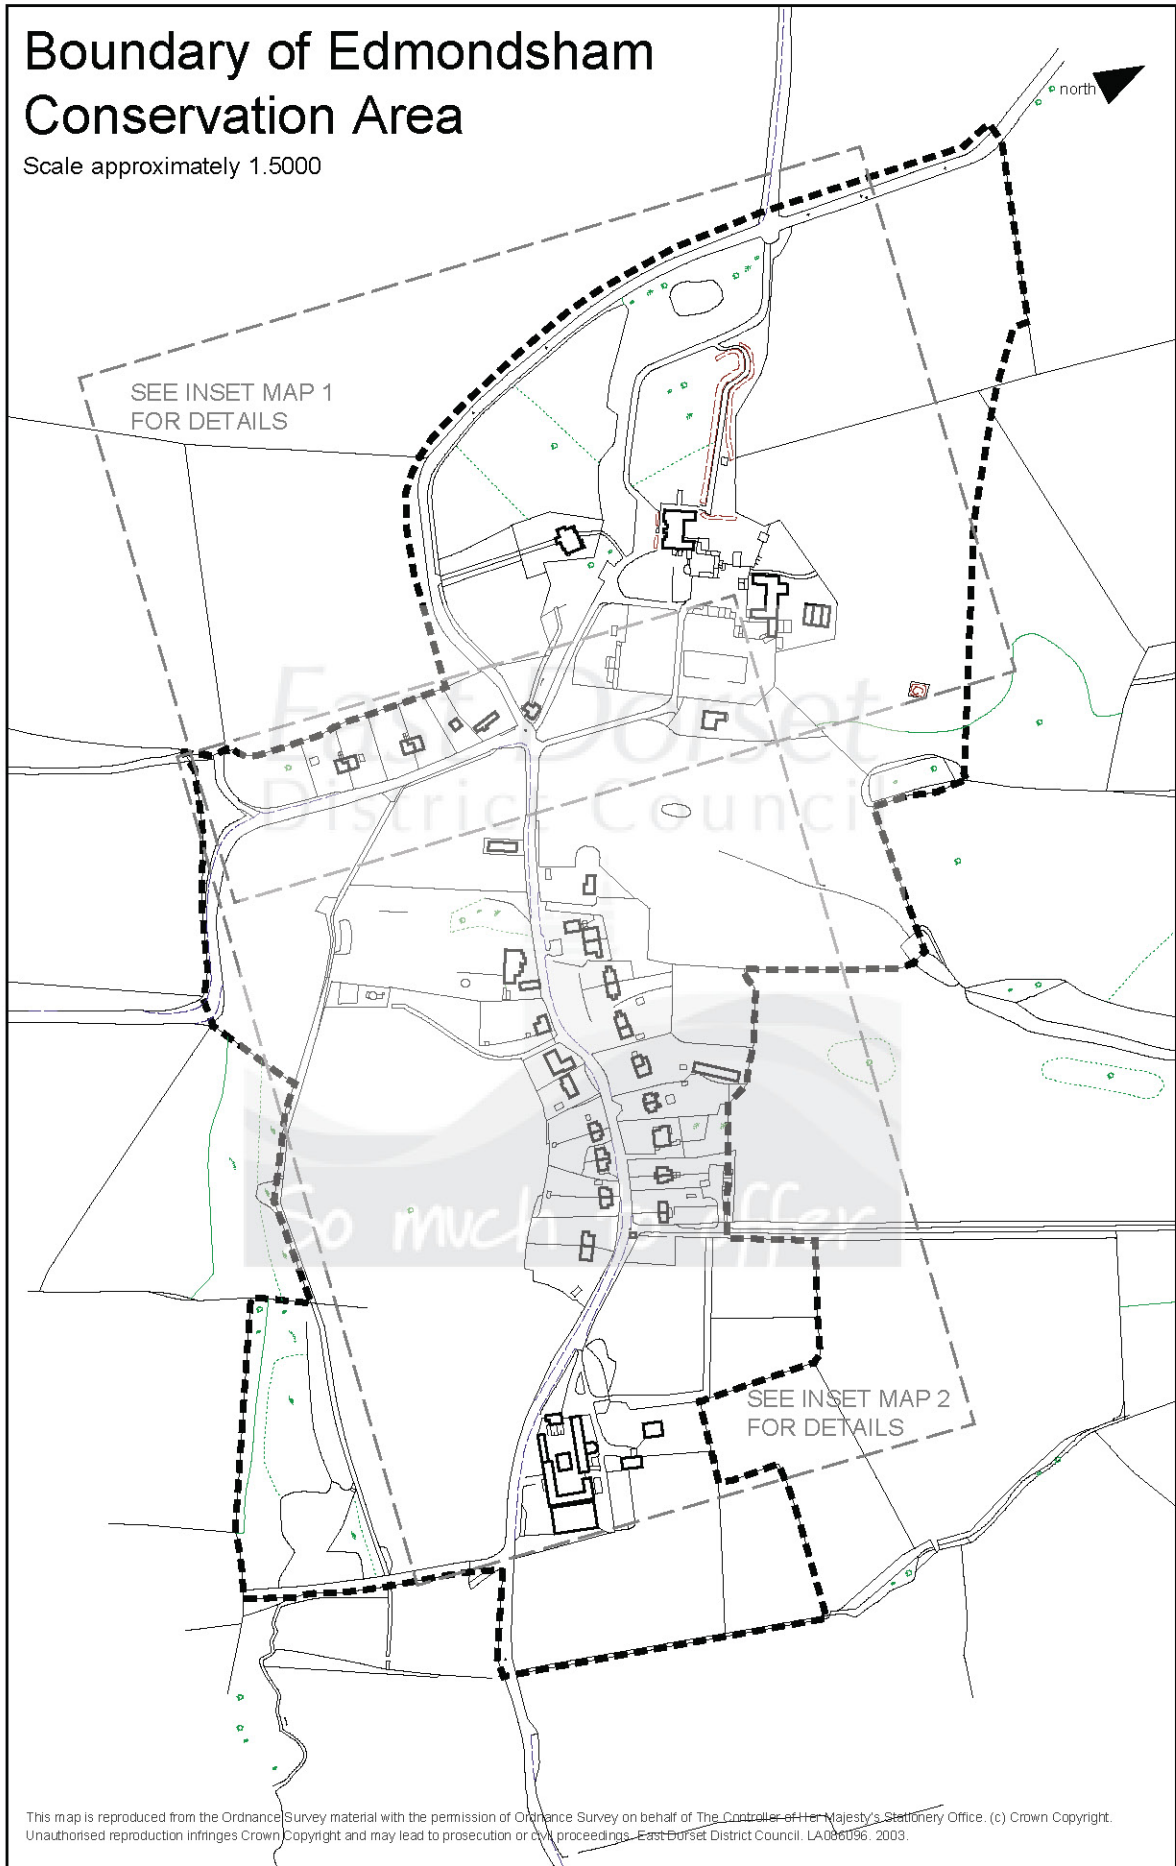 Boundary of Edmondsham
Conservation Area
Scale approximately 1.5000
north
SEE INSET MAP 1
FOR DETAILS
East Dorset
District Council
So much to offer
SEE INSET MAP 2
FOR DETAILS
This map is reproduced from the Ordnance Survey material with the permission of Ordnance Survey on behalf of The Controller of Her Majesty's Stationery Office. (c) Crown Copyright.
Unauthorised reproduction infringes Crown Copyright and may lead to prosecution or civil proceedings. East Dorset District Council. LA086096. 2003.